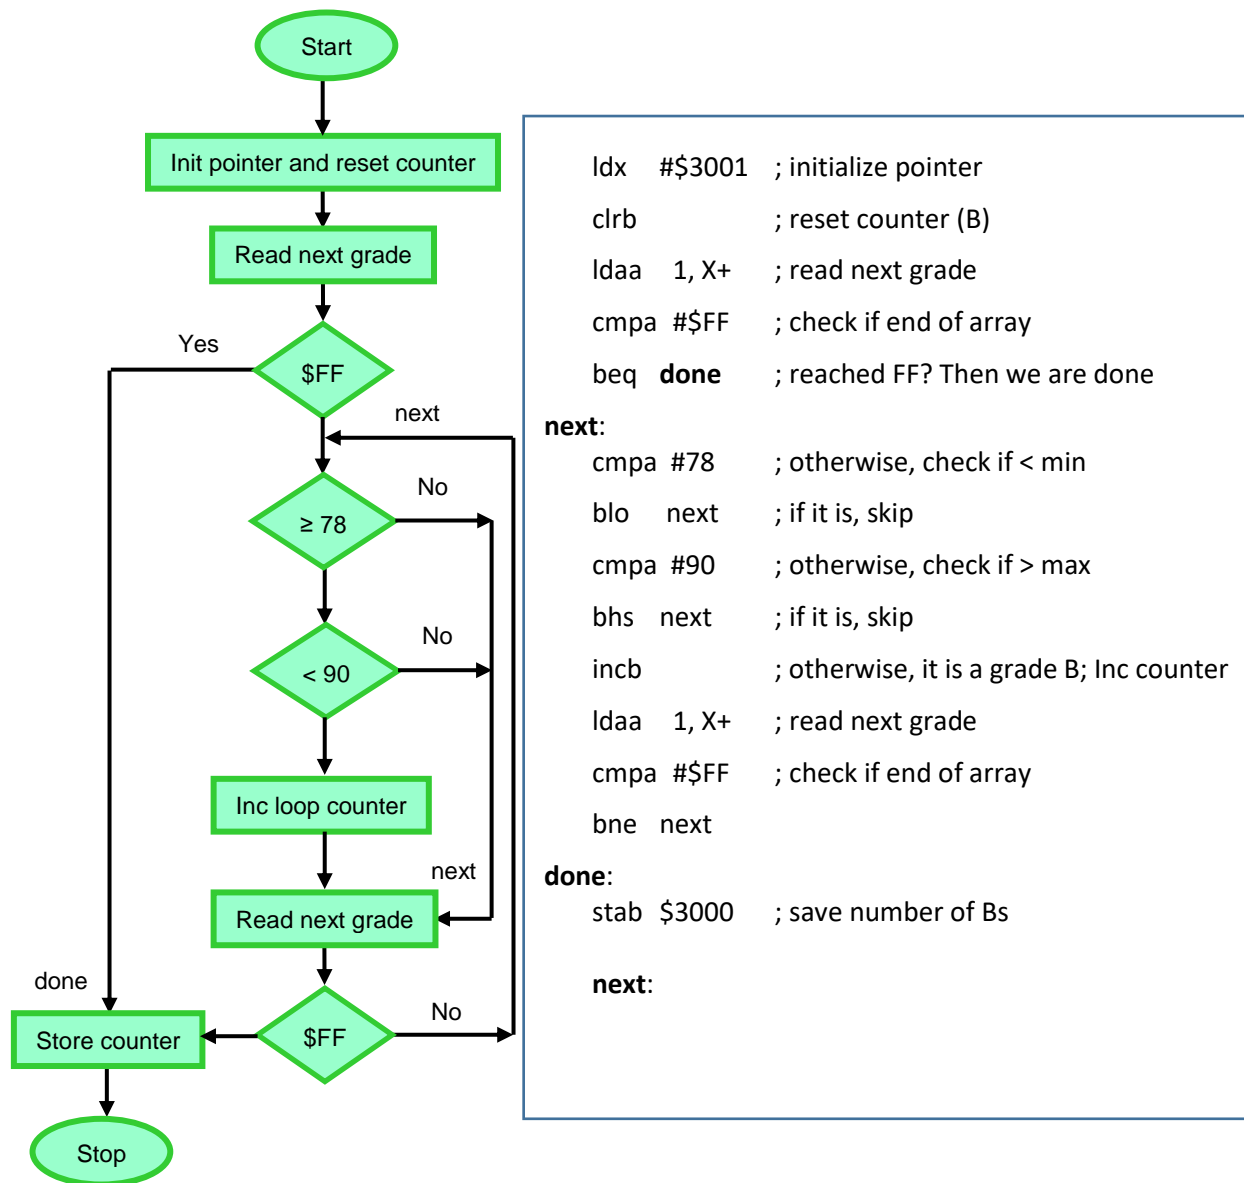 Start
Init pointer and reset counter
Read next grade
Yes
$FF
next
≥ 78
No
< 90
No
Inc loop counter
next
Read next grade
done
$FF
No
Store counter
Stop
ldx #$3001 ; initialize pointer
clrb ; reset counter (B)
ldaa 1, X+ ; read next grade
cmpa #$FF ; check if end of array
beq done ; reached FF? Then we are done
next:
cmpa #78 ; otherwise, check if < min
blo next ; if it is, skip
cmpa #90 ; otherwise, check if > max
bhs next ; if it is, skip
incb ; otherwise, it is a grade B; Inc counter
ldaa 1, X+ ; read next grade
cmpa #$FF ; check if end of array
bne next
done:
stab $3000 ; save number of Bs
next: